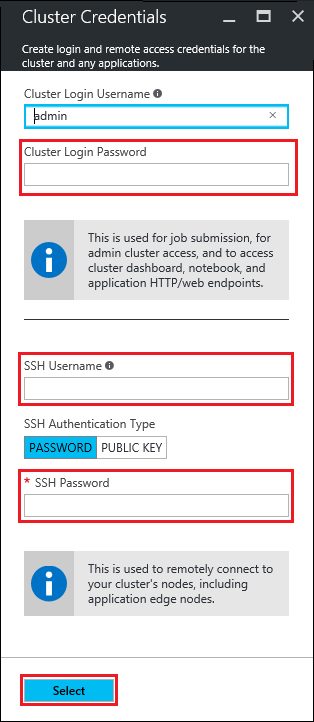 Cluster Credentials
Create login and remote access credentials for the
cluster and any applications.
Cluster Login Username
admin
Cluster Login Password
This is used for job submission, for
admin cluster access, and to access
cluster dashboard, notebook, and
application HTTP/web endpoints.
SSH Username
SSH Authentication Type
PASSWORD PUBLIC KEY
* SSH Password
This is used to remotely connect to
your cluster's nodes, including
application edge nodes.
Select